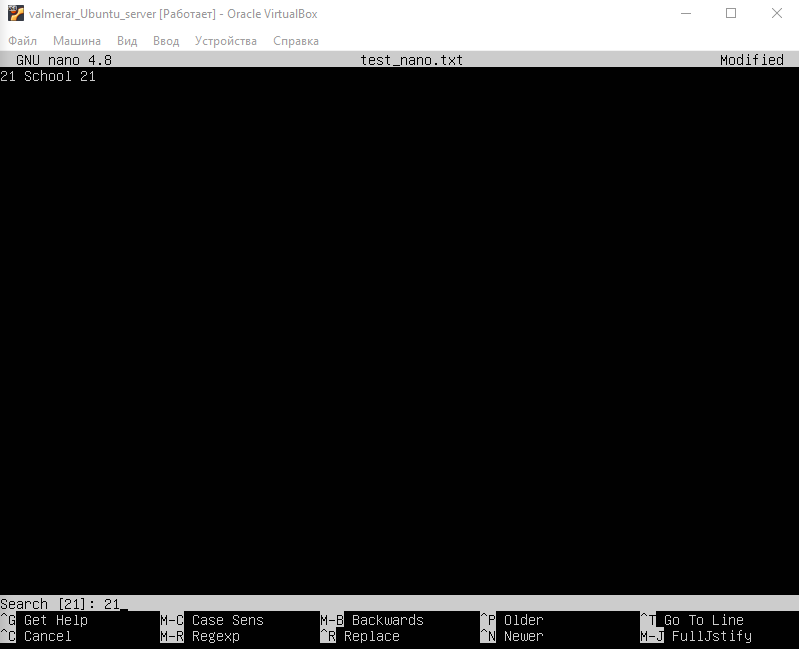 valmerar_Ubuntu_server [Работает] - Oracle VirtualBox
Файл Машина Вид Ввод Устройства Справка
GNU nano 4.8 test_nano.txt Modified
21 School 21
Search [21]: 21_
^G Get Help M-C Case Sens M-B Backwards ^P Older ^T Go To Line
^C Cancel M-R Regexp ^R Replace ^N Newer M-J FullJstify